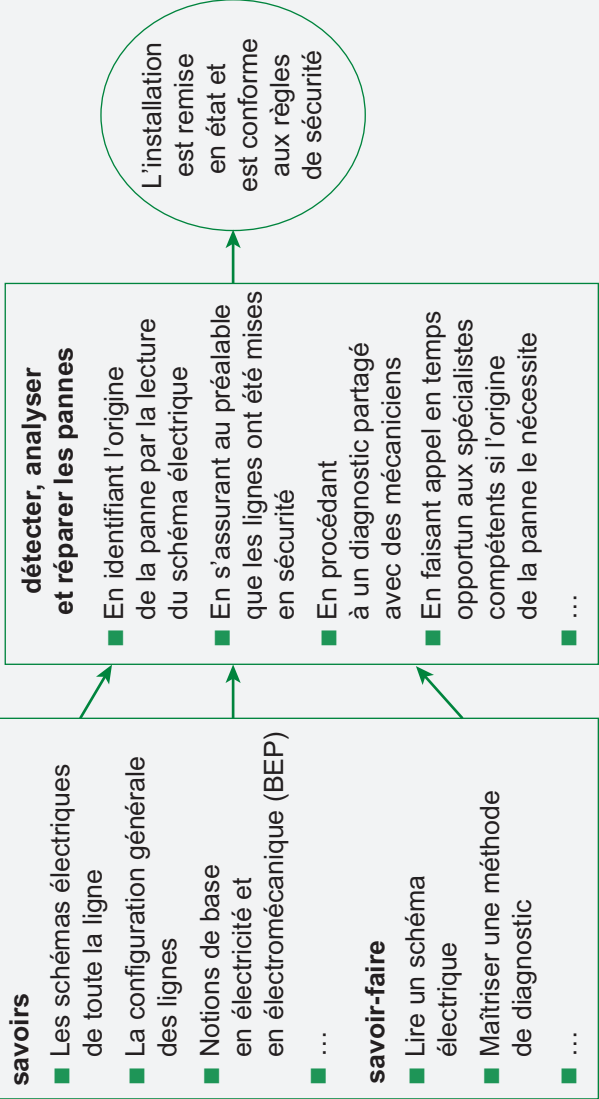 savoirs
■ Les schémas électriques
de toute la ligne
■ La configuration générale
des lignes
■ Notions de base
en électricité et
en électromécanique (BEP)
■ …
savoir-faire
■ Lire un schéma
électrique
■ Maîtriser une méthode
de diagnostic
■ …
détecter, analyser
et réparer les pannes
■ En identifiant l'origine
de la panne par la lecture
du schéma électrique
■ En s'assurant au préalable
que les lignes ont été mises
en sécurité
■ En procédant
à un diagnostic partagé
avec des mécaniciens
■ En faisant appel en temps
opportun aux spécialistes
compétents si l'origine
de la panne le nécessite
■ …
L'installation
est remise
en état et
est conforme
aux règles
de sécurité